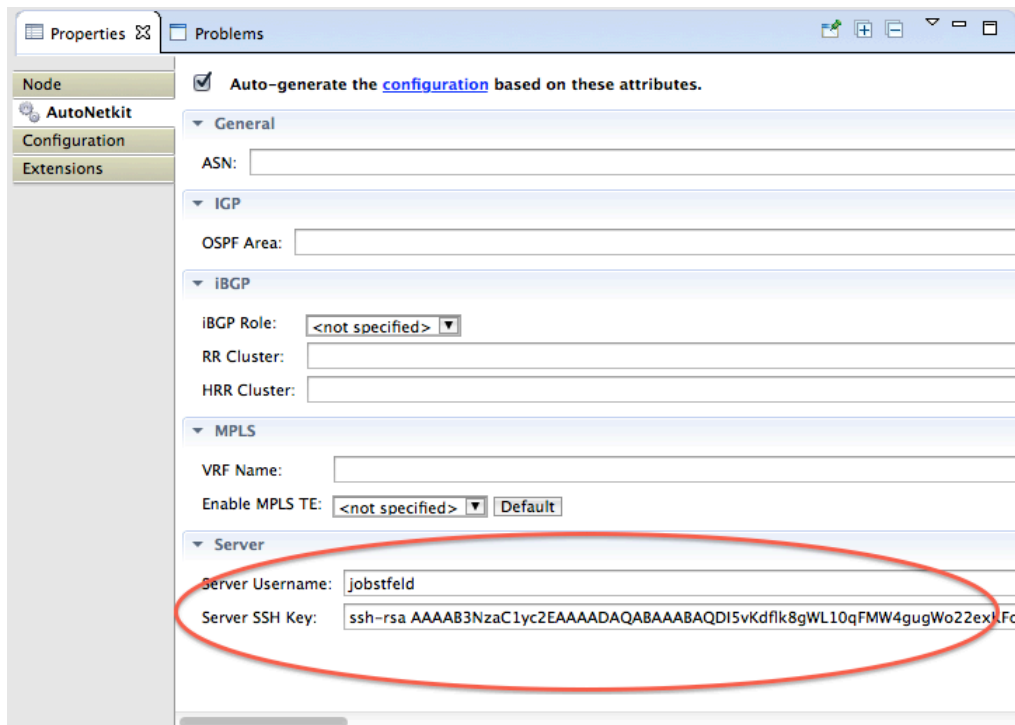 Properties Problems
Node
AutoNetkit
Configuration
Extensions
Auto-generate the configuration based on these attributes.
General
ASN:
IGP
OSPF Area:
iBGP
iBGP Role: <not specified>
RR Cluster:
HRR Cluster:
MPLS
VRF Name:
Enable MPLS TE: <not specified> Default
Server
Server Username: jobstfeld
Server SSH Key: ssh-rsa